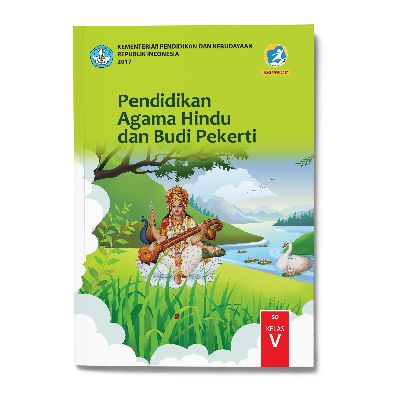 KEMENTERIAN PENDIDIKAN DAN KEBUDAYAAN
REPUBLIK INDONESIA
2017
Pendidikan
Agama Hindu
dan Budi Pekerti
SD
KELAS
V